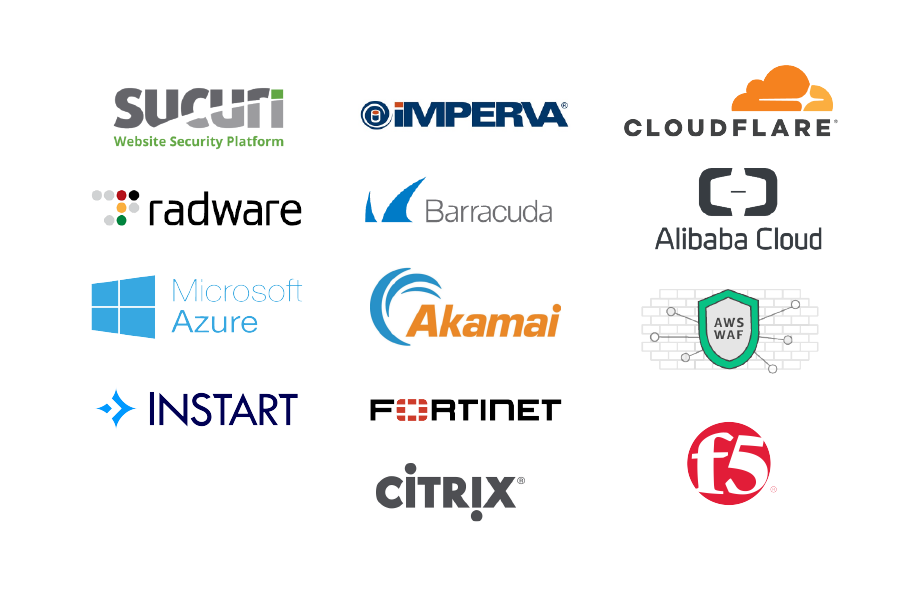 sucuri
Website Security Platform
iMPERVA®
CLOUDFLARE®
radware
Barracuda
Alibaba Cloud
Microsoft
Azure
Akamai
AWS
WAF
INSTART
FORTINET
f5®
CiTRIX®